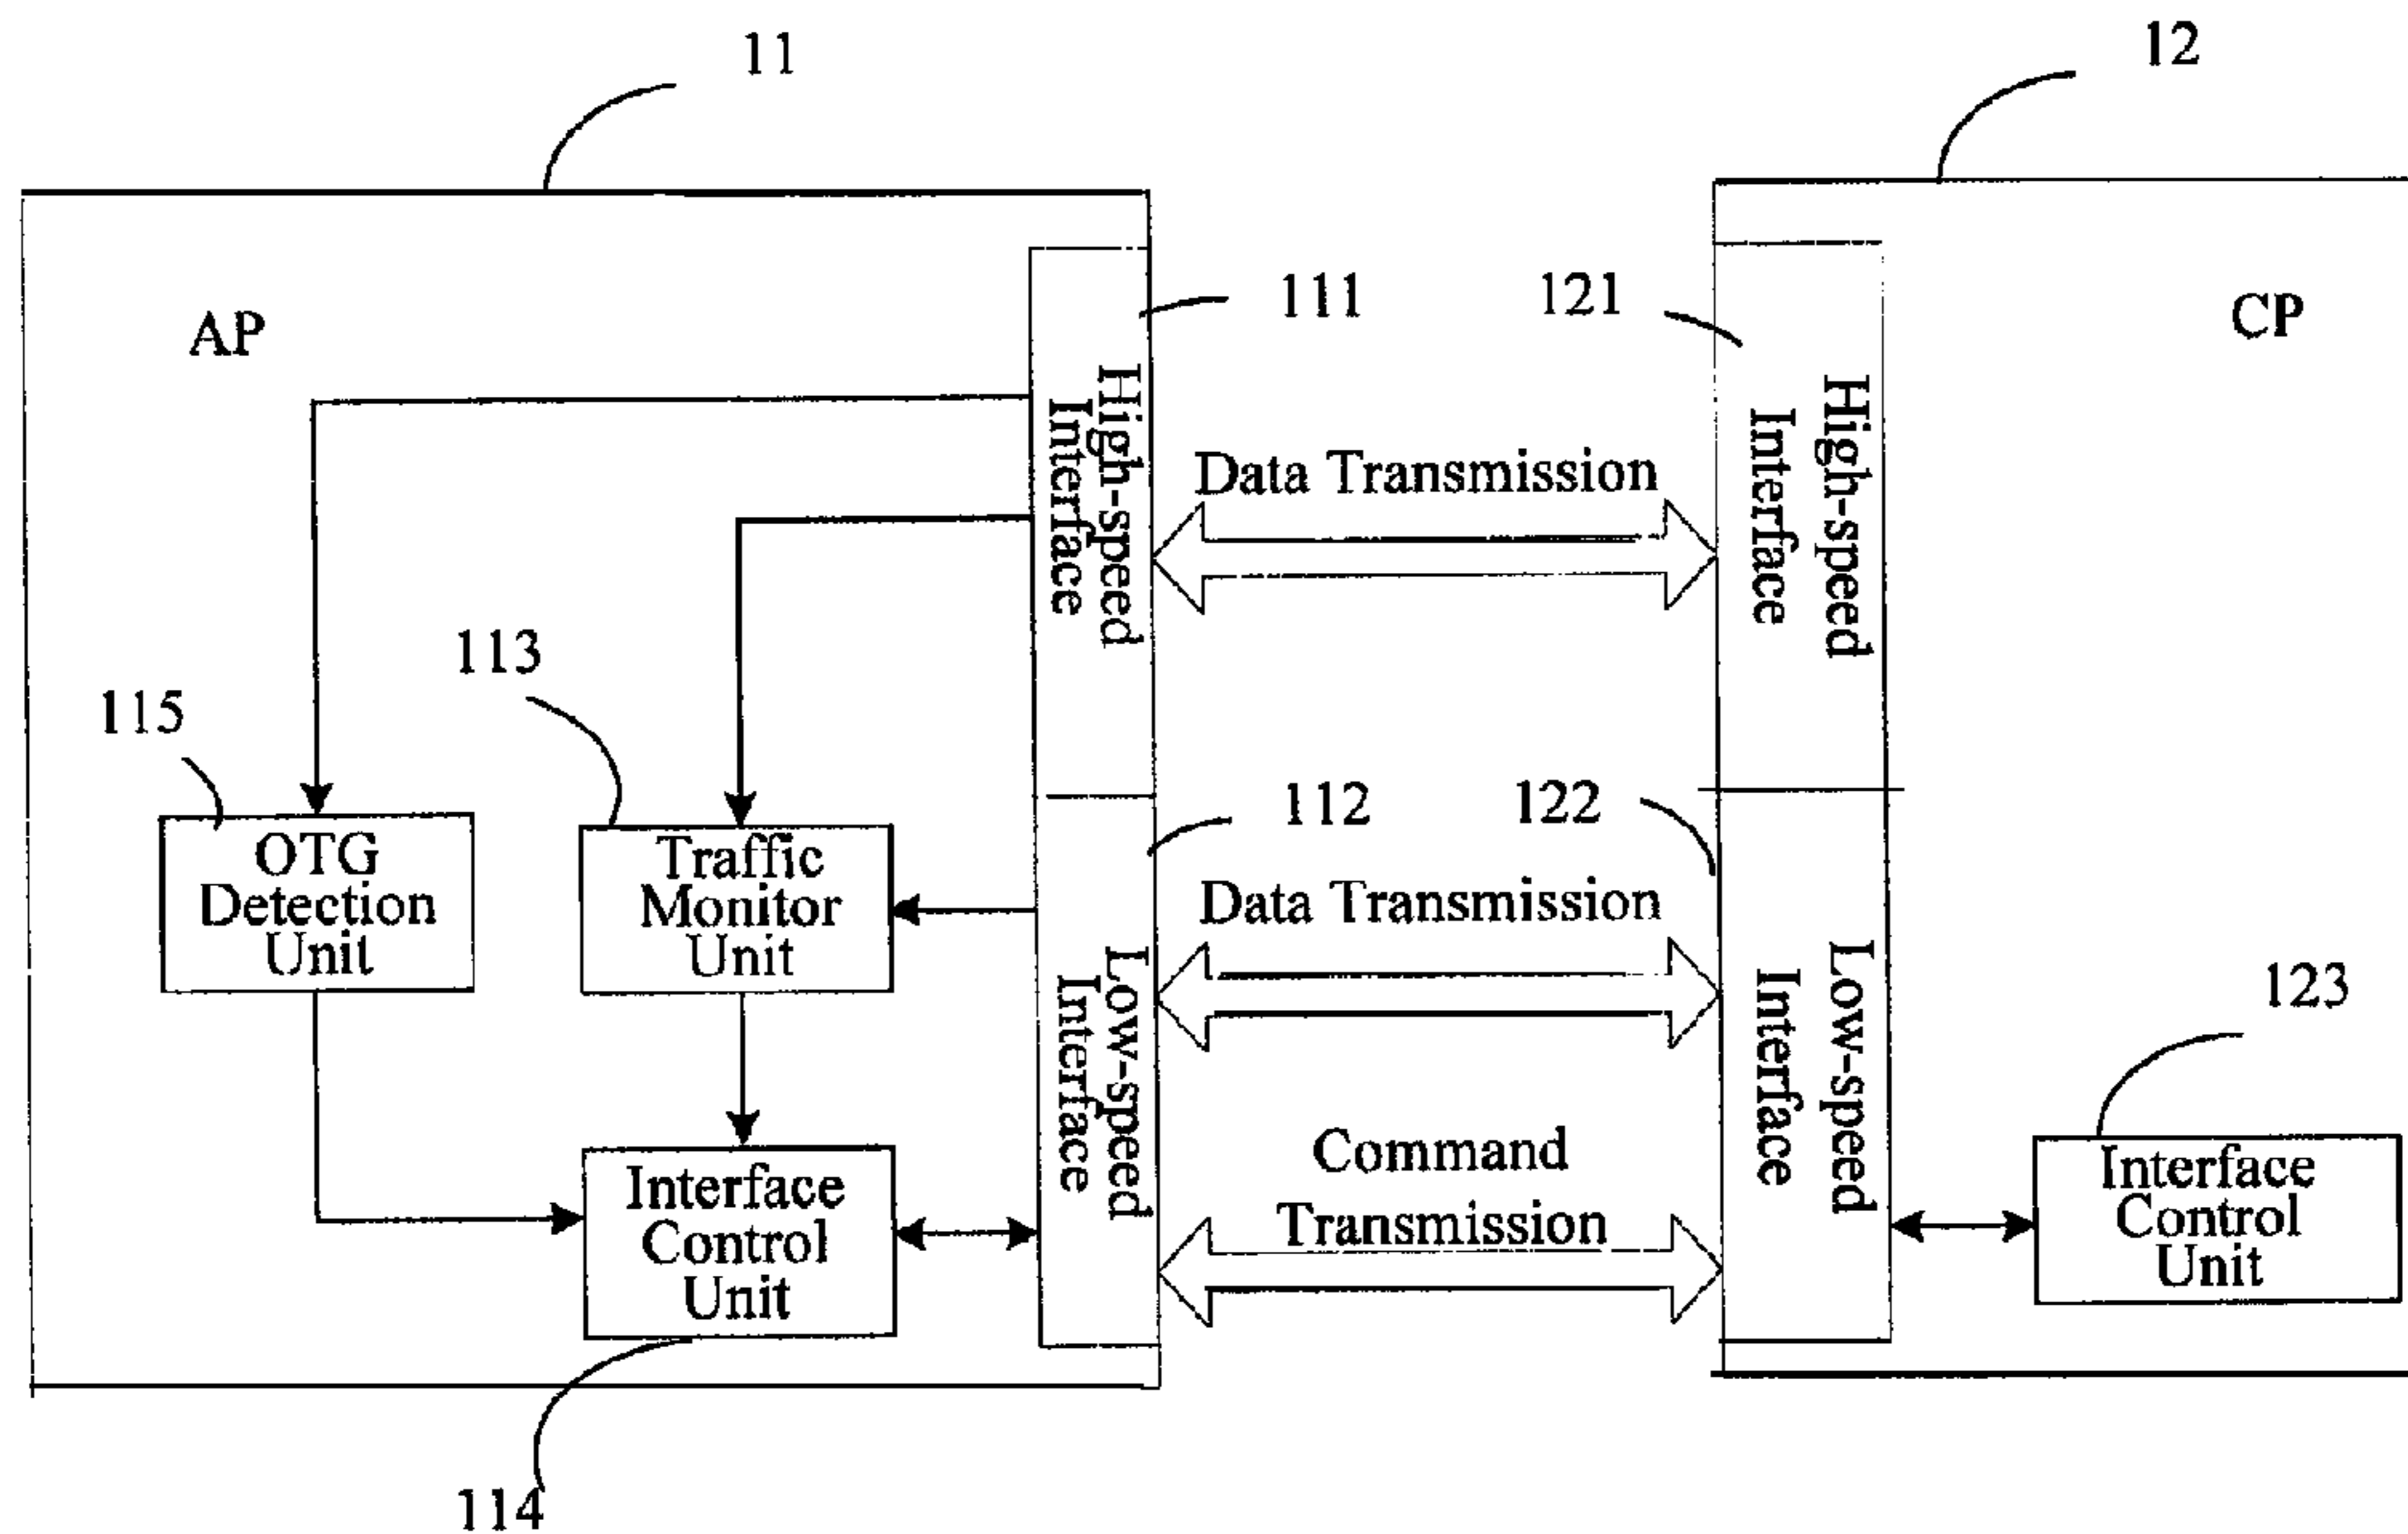 11
12
111
121
AP
CP
High-speed
Interface
High-speed
Interface
Data Transmission
113
115
112
122
OTG
Detection
Unit
Traffic
Monitor
Unit
Data Transmission
Low-speed
Interface
Low-speed
Interface
123
Command
Transmission
Interface
Control
Unit
Interface
Control
Unit
114